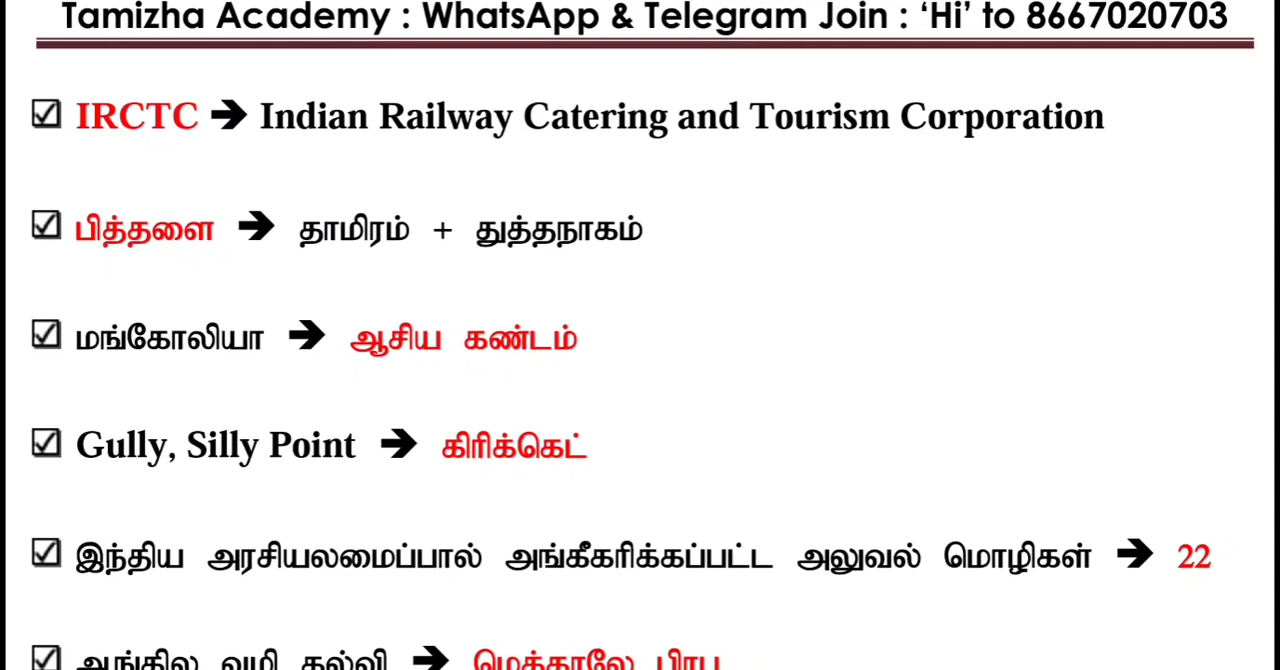 Tamizha Academy : WhatsApp & Telegram Join : ‘Hi’ to 8667020703
☑ IRCTC ➔ Indian Railway Catering and Tourism Corporation
☑ பித்தளை ➔ தாமிரம் + துத்தநாகம்
☑ மங்கோலியா ➔ ஆசிய கண்டம்
☑ Gully, Silly Point ➔ கிரிக்கெட்
☑ இந்திய அரசியலமைப்பால் அங்கீகரிக்கப்பட்ட அலுவல் மொழிகள் ➔ 22
☑ ஆங்கில வழி கல்வி ➔ மெக்காலே பிரபு